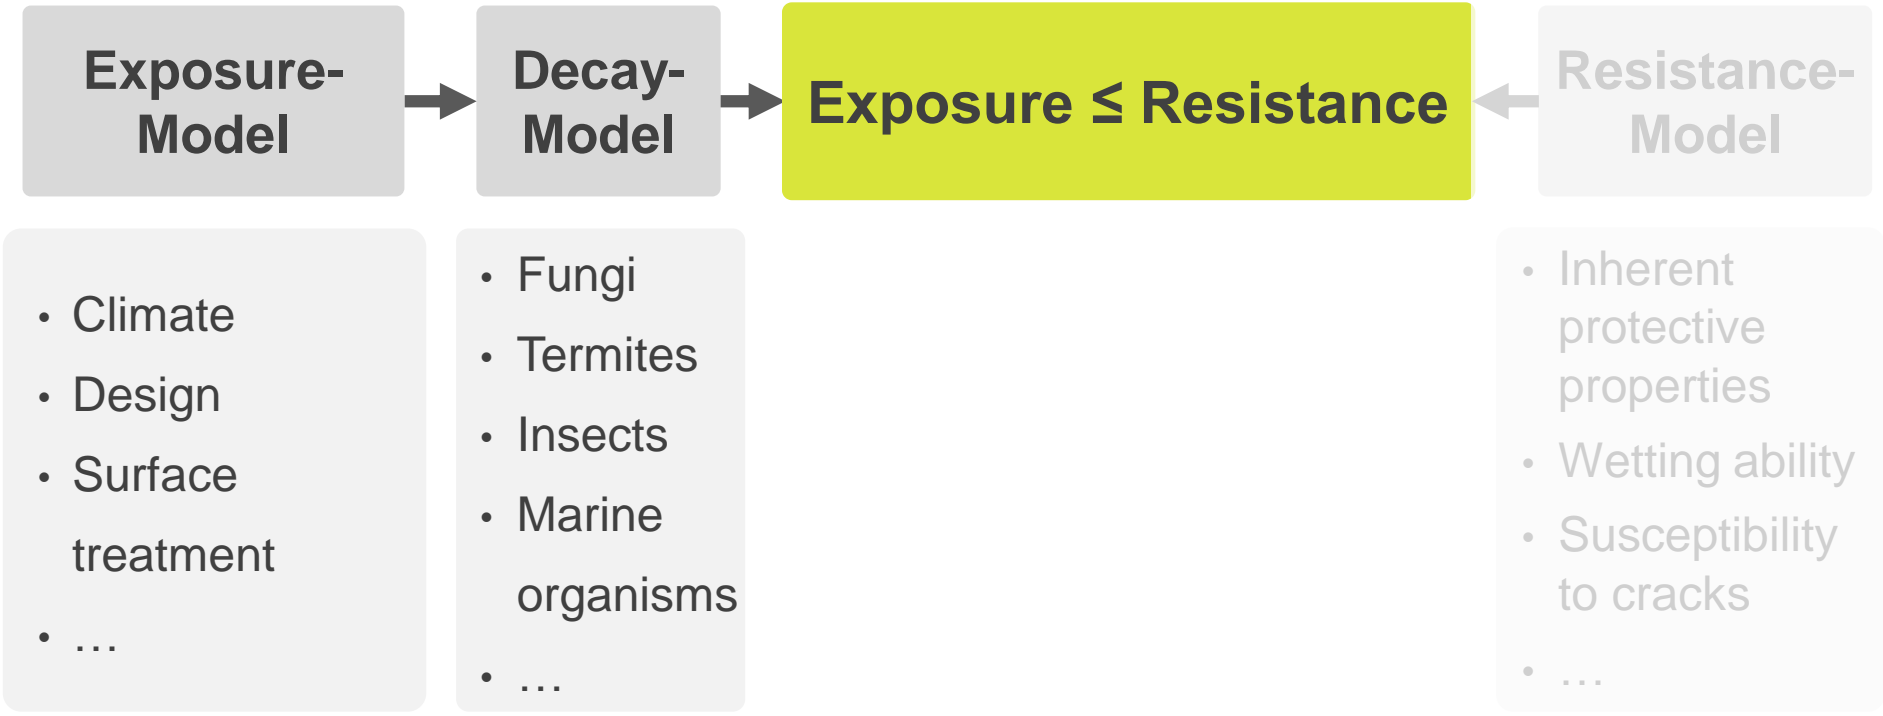 Exposure-
Model
Decay-
Model
Exposure ≤ Resistance
Resistance-
Model
• Climate
• Design
• Surface
treatment
• …
• Fungi
• Termites
• Insects
• Marine
organisms
• …
• Inherent
protective
properties
• Wetting ability
• Susceptibility
to cracks
• …